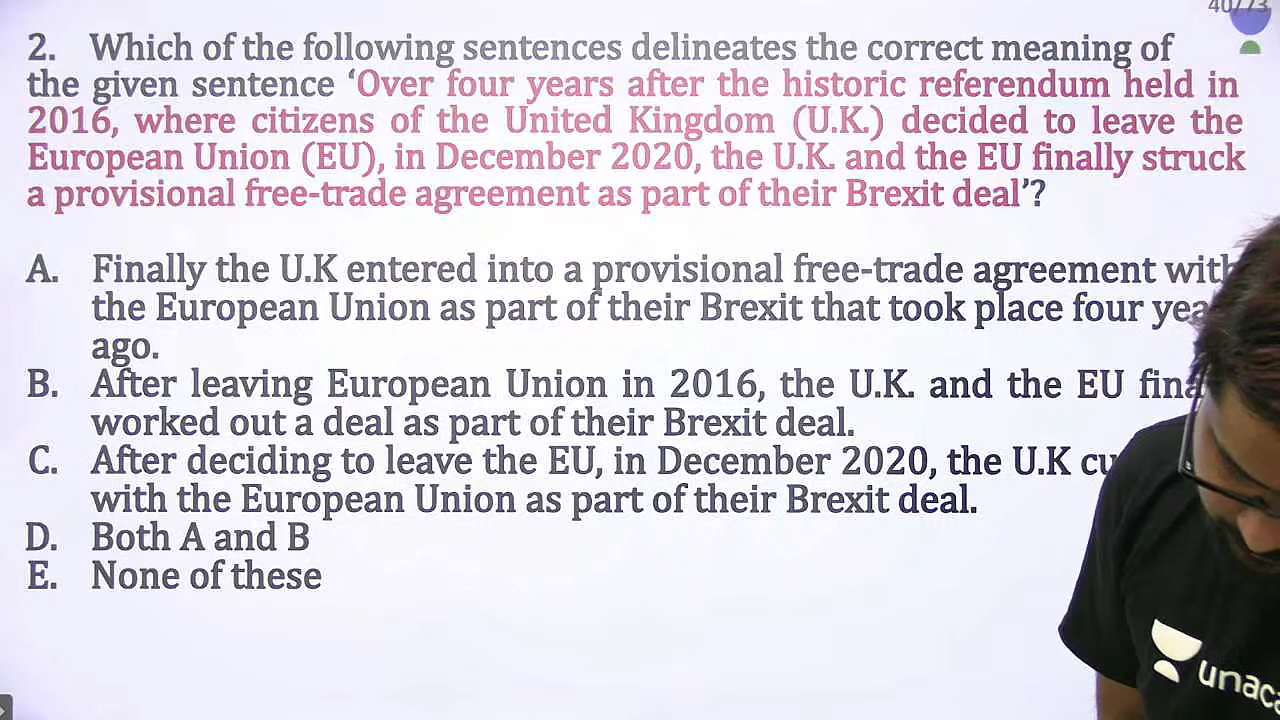 40/73
2. Which of the following sentences delineates the correct meaning of
the given sentence ‘Over four years after the historic referendum held in
2016, where citizens of the United Kingdom (U.K.) decided to leave the
European Union (EU), in December 2020, the U.K. and the EU finally struck
a provisional free-trade agreement as part of their Brexit deal’?
A. Finally the U.K entered into a provisional free-trade agreement with
the European Union as part of their Brexit that took place four
ago.
B. After leaving European Union in 2016, the U.K. and the EU
worked out a deal as part of their Brexit deal.
C. After deciding to leave the EU, in December 2020, the U.K
with the European Union as part of their Brexit deal.
D. Both A and B
E. None of these